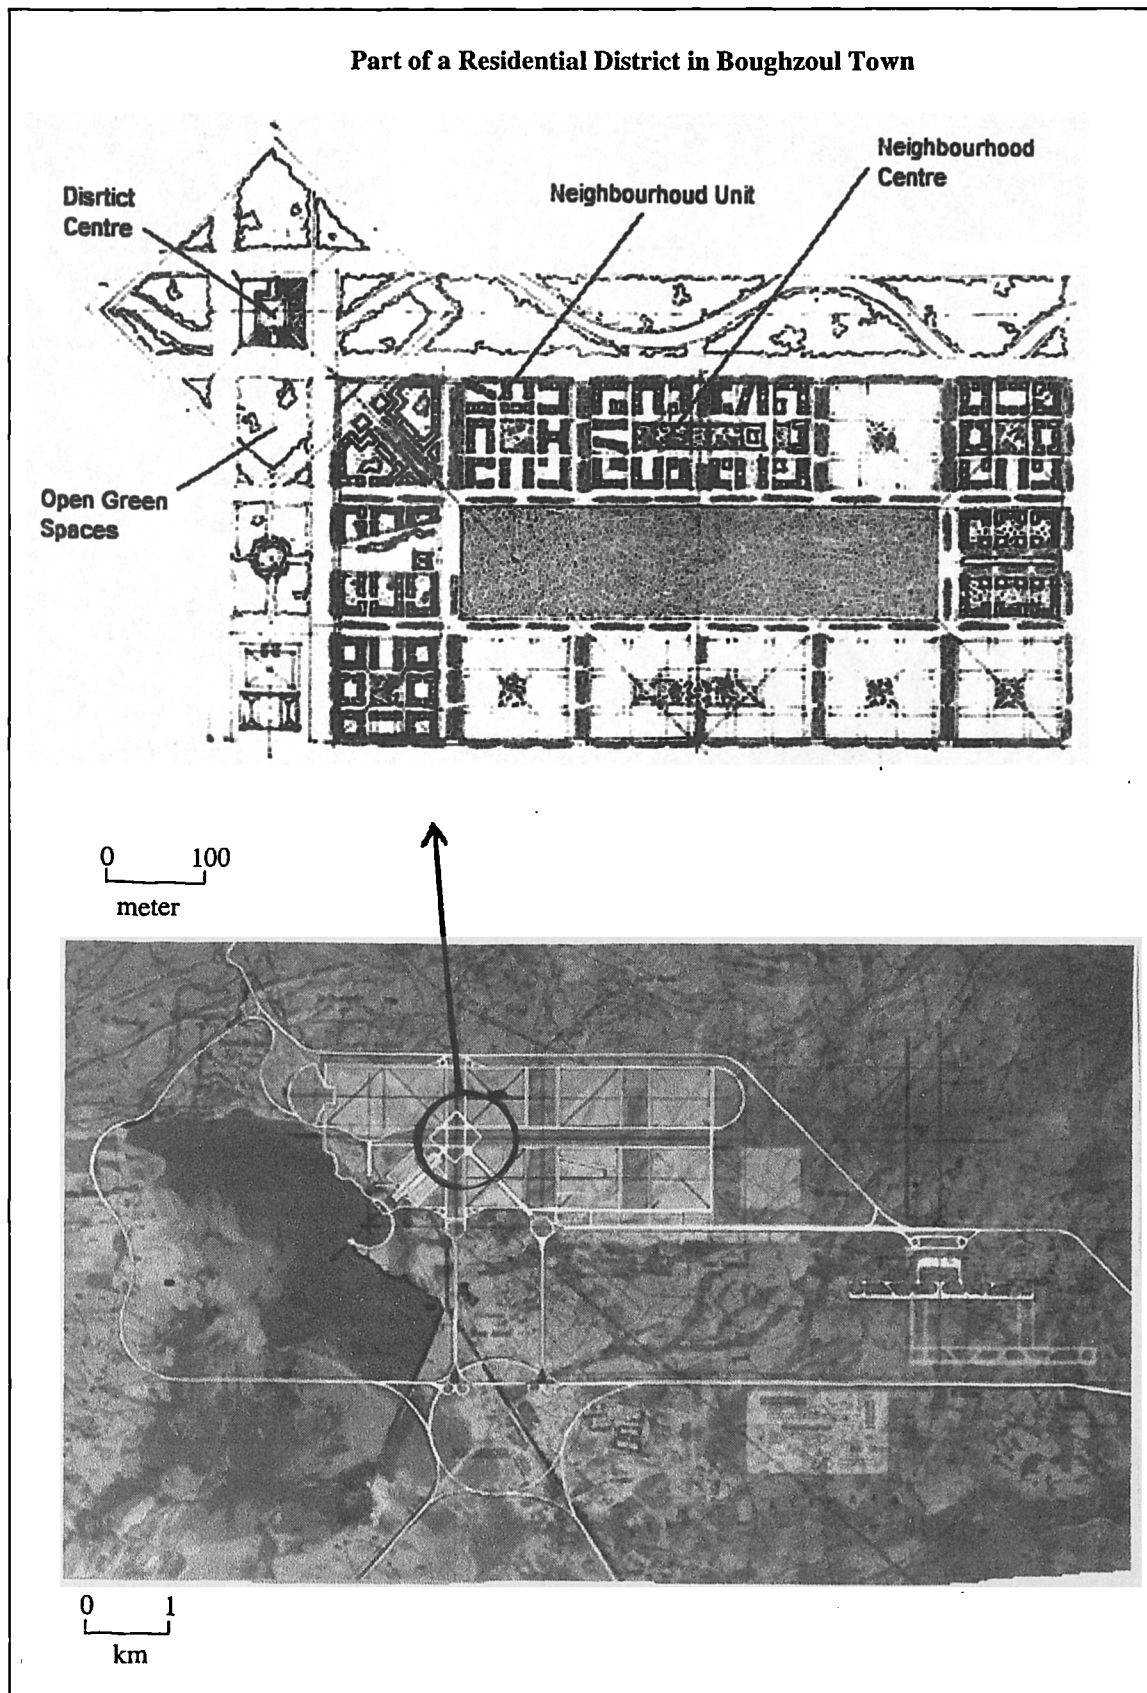 Part of a Residential District in Boughzoul Town
Neighbourhood
Centre
Disrtict
Centre
Neighbourhoud Unit
Open Green
Spaces
0 100
meter
0 1
km